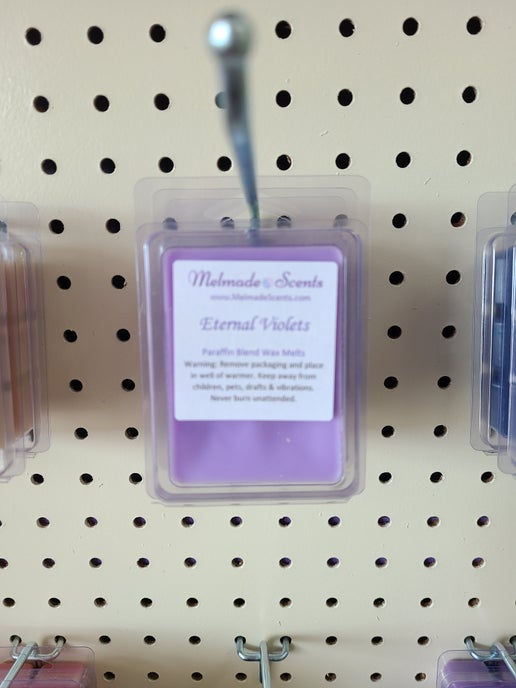 Melmade Scents
www.MelmadeScents.com
Eternal Violets
Paraffin Blend Wax Melts
Warning: Remove packaging and place
in well of warmer. Keep away from
children, pets, drafts & vibrations.
Never burn unattended.